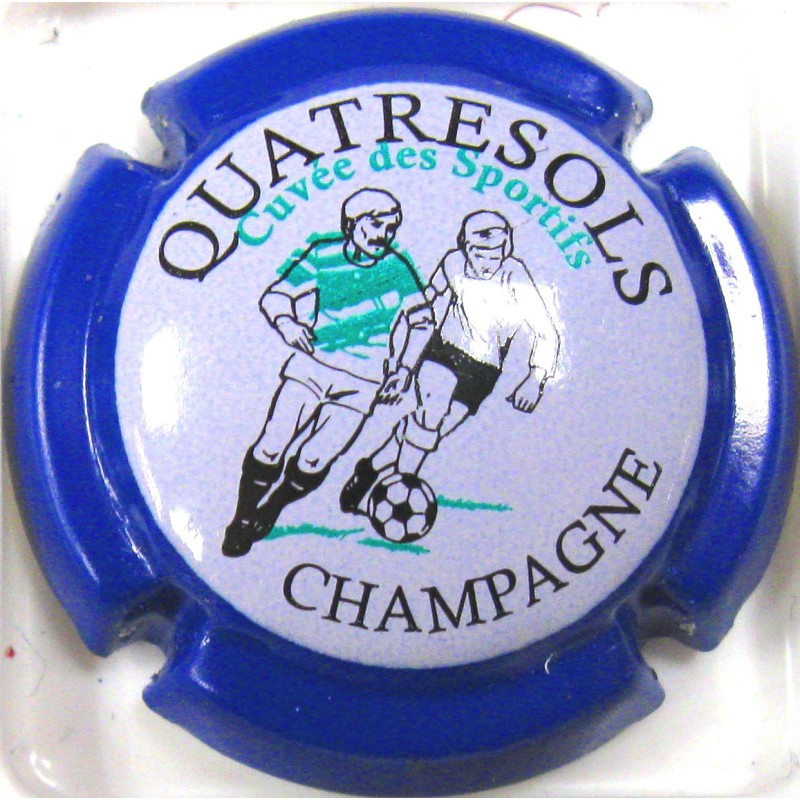 QUATRESOLS
Cuvée des Sportifs
CHAMPAGNE